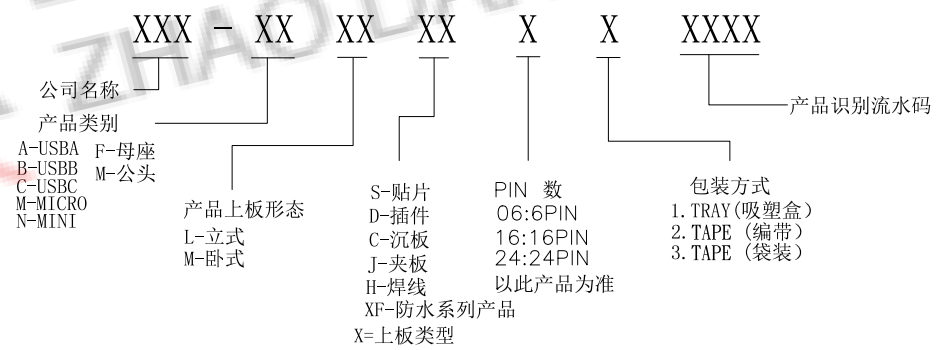 XXX - XX XX XX X X XXXX
公司名称
产品识别流水码
产品类别
A-USBA F-母座
B-USBB M-公头
C-USBC
M-MICRO
N-MINI
产品上板形态
L-立式
M-卧式
S-贴片
D-插件
C-沉板
J-夹板
H-焊线
XF-防水系列产品
X=上板类型
PIN 数
06:6PIN
16:16PIN
24:24PIN
以此产品为准
包装方式
1.TRAY(吸塑盒)
2.TAPE (编带)
3.TAPE (袋装)